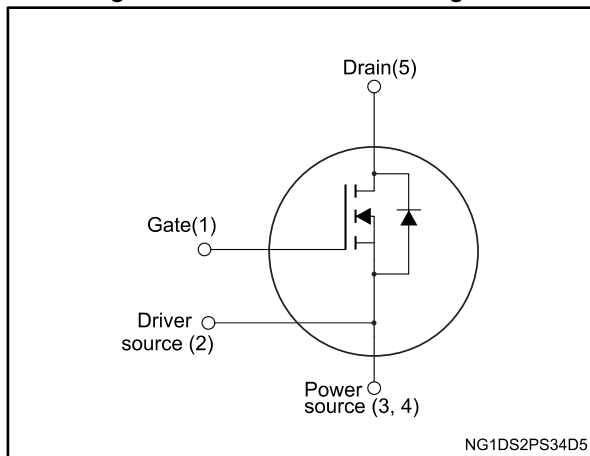 Drain(5)
Gate(1)
Driver
source (2)
Power
source (3, 4)
NG1DS2PS34D5